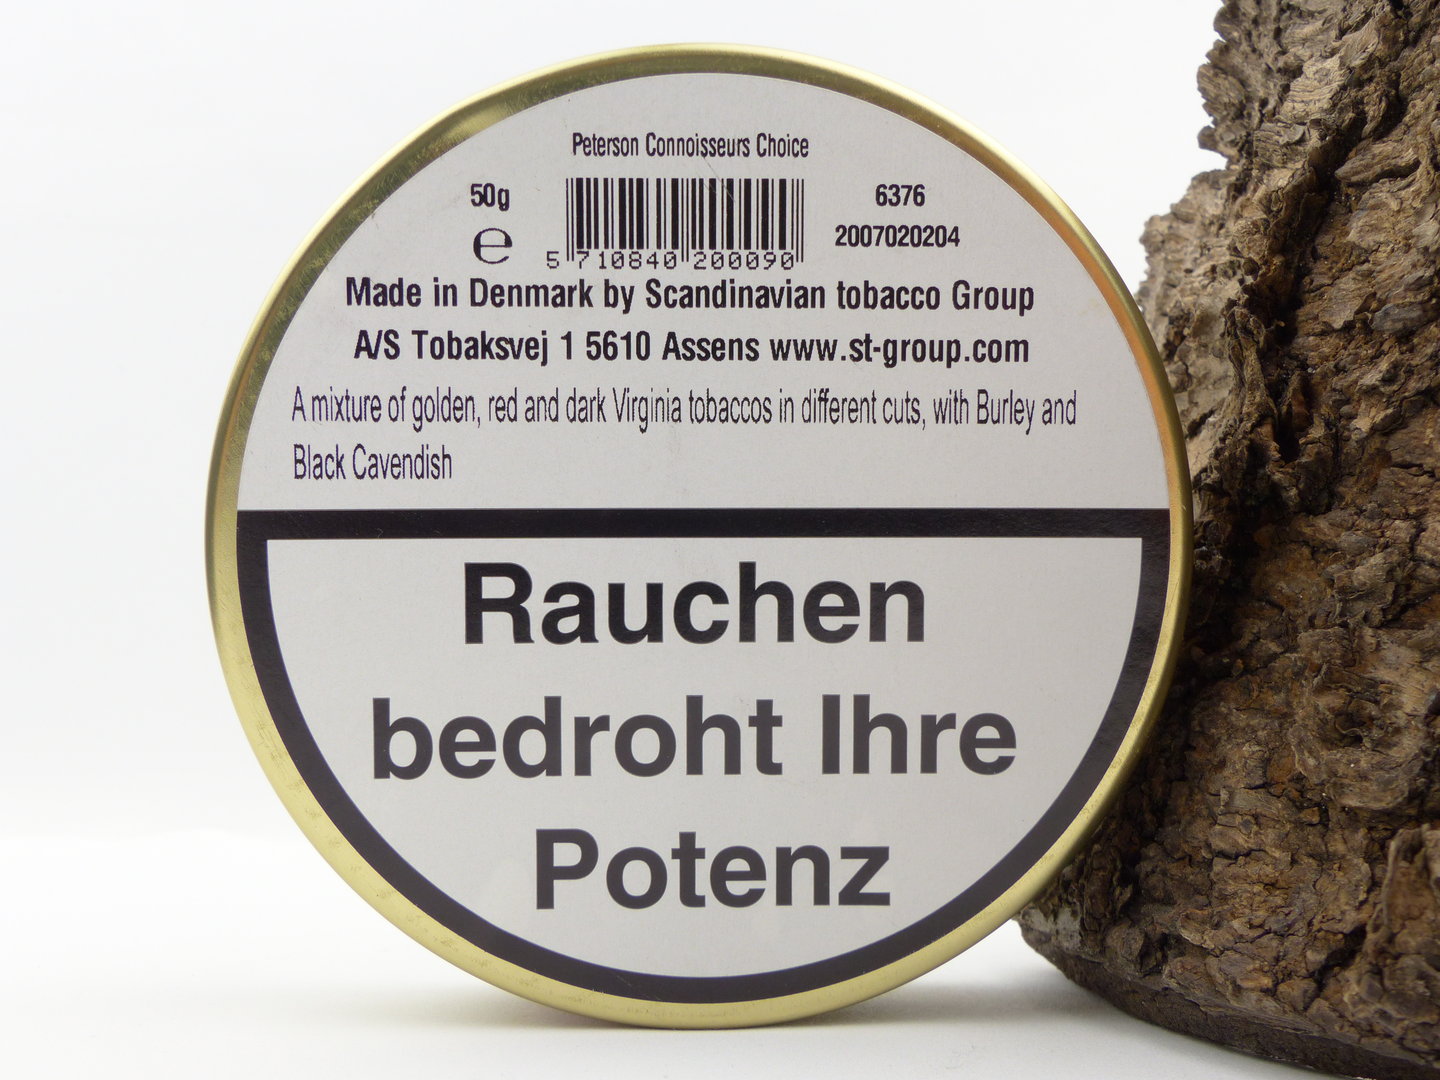 Peterson Connoisseurs Choice
50g
6376
e
2007020204
5 710840 200090
Made in Denmark by Scandinavian tobacco Group
A/S Tobaksvej 1 5610 Assens www.st-group.com
A mixture of golden, red and dark Virginia tobaccos in different cuts, with Burley and
Black Cavendish
Rauchen
bedroht Ihre
Potenz